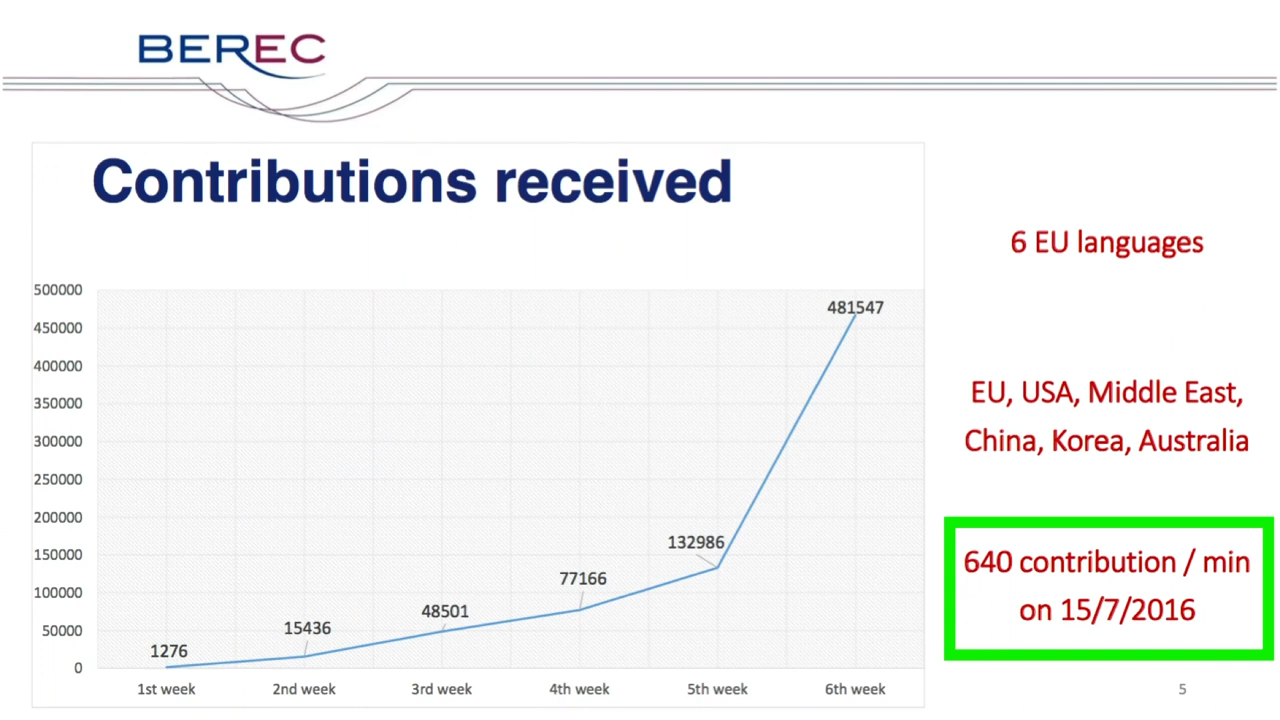 BEREC
Contributions received
6 EU languages
EU, USA, Middle East,
China, Korea, Australia
640 contribution / min
on 15/7/2016
500000
450000
400000
350000
300000
250000
200000
150000
100000
50000
0
1276
15436
48501
77166
132986
481547
1st week
2nd week
3rd week
4th week
5th week
6th week
5